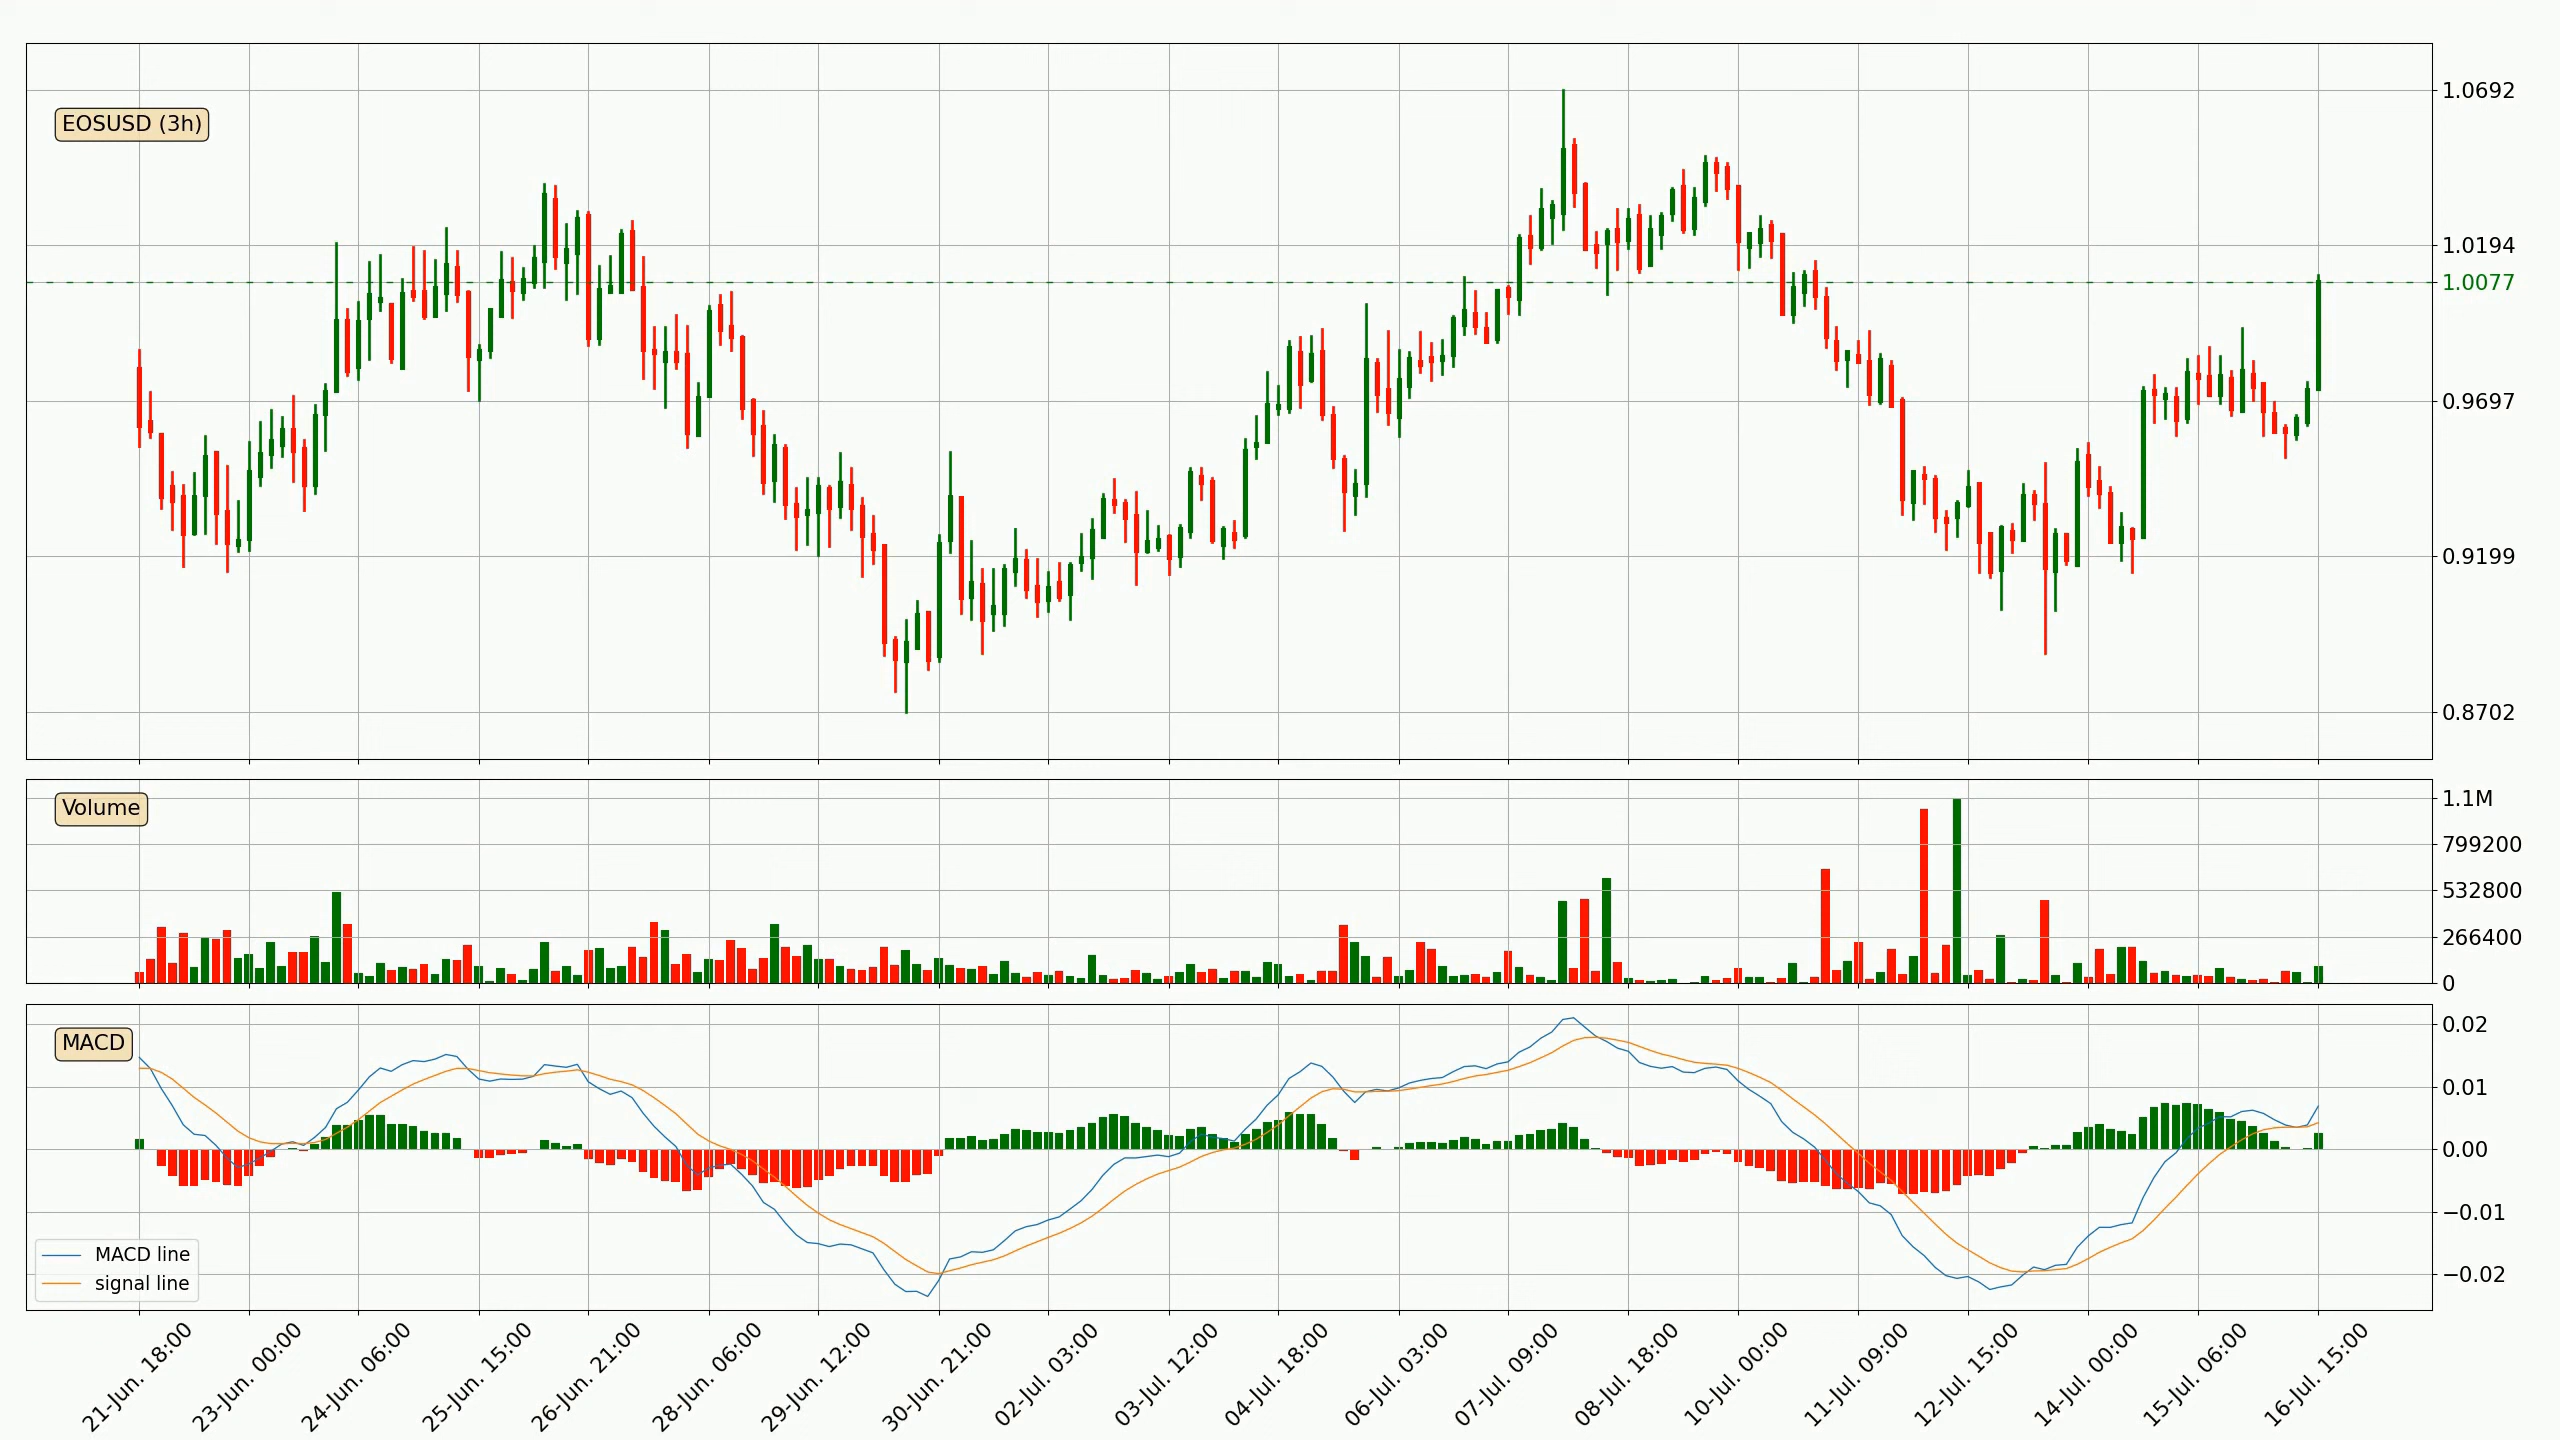 EOSUSD (3h)
1.0692
1.0194
1.0077
0.9697
0.9199
0.8702
Volume
1.1M
799200
532800
266400
0
MACD
0.02
0.01
0.00
−0.01
−0.02
MACD line
signal line
21-Jun. 18:00
23-Jun. 00:00
24-Jun. 06:00
25-Jun. 15:00
26-Jun. 21:00
28-Jun. 06:00
29-Jun. 12:00
30-Jun. 21:00
02-Jul. 03:00
03-Jul. 12:00
04-Jul. 18:00
06-Jul. 03:00
07-Jul. 09:00
08-Jul. 18:00
10-Jul. 00:00
11-Jul. 09:00
12-Jul. 15:00
14-Jul. 00:00
15-Jul. 06:00
16-Jul. 15:00